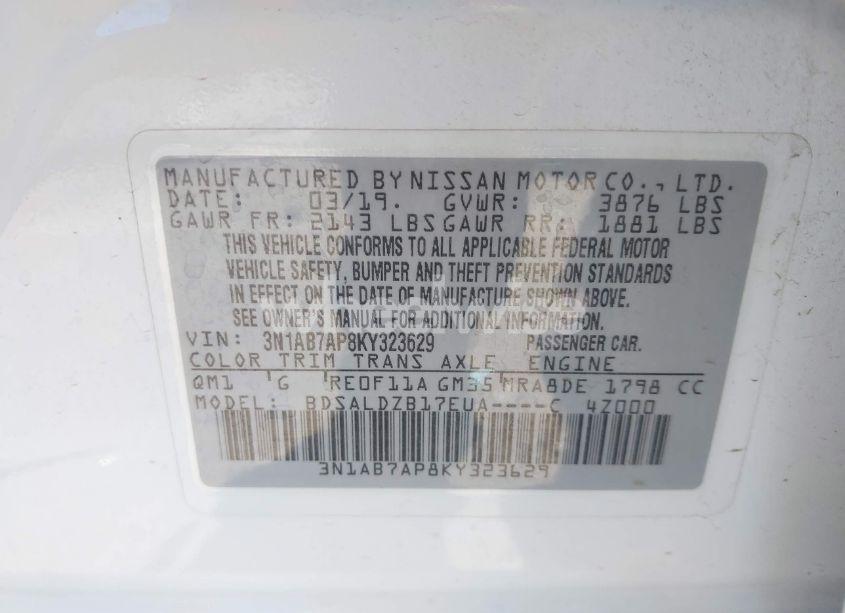 MANUFACTURED BY NISSAN MOTOR CO., LTD.
DATE: 03/19. GVWR: 3876 LBS
GAWR FR: 2143 LBS GAWR RR: 1881 LBS
THIS VEHICLE CONFORMS TO ALL APPLICABLE FEDERAL MOTOR
VEHICLE SAFETY, BUMPER AND THEFT PREVENTION STANDARDS
IN EFFECT ON THE DATE OF MANUFACTURE SHOWN ABOVE.
SEE OWNER'S MANUAL FOR ADDITIONAL INFORMATION.
VIN: 3N1AB7AP8KY323629 PASSENGER CAR.
COLOR TRIM TRANS AXLE ENGINE
QM1 G RE0F11A GM35 MRA8DE 1798 CC
MODEL: BDSALDZB17EUA----C 4Z000
3N1AB7AP8KY323629